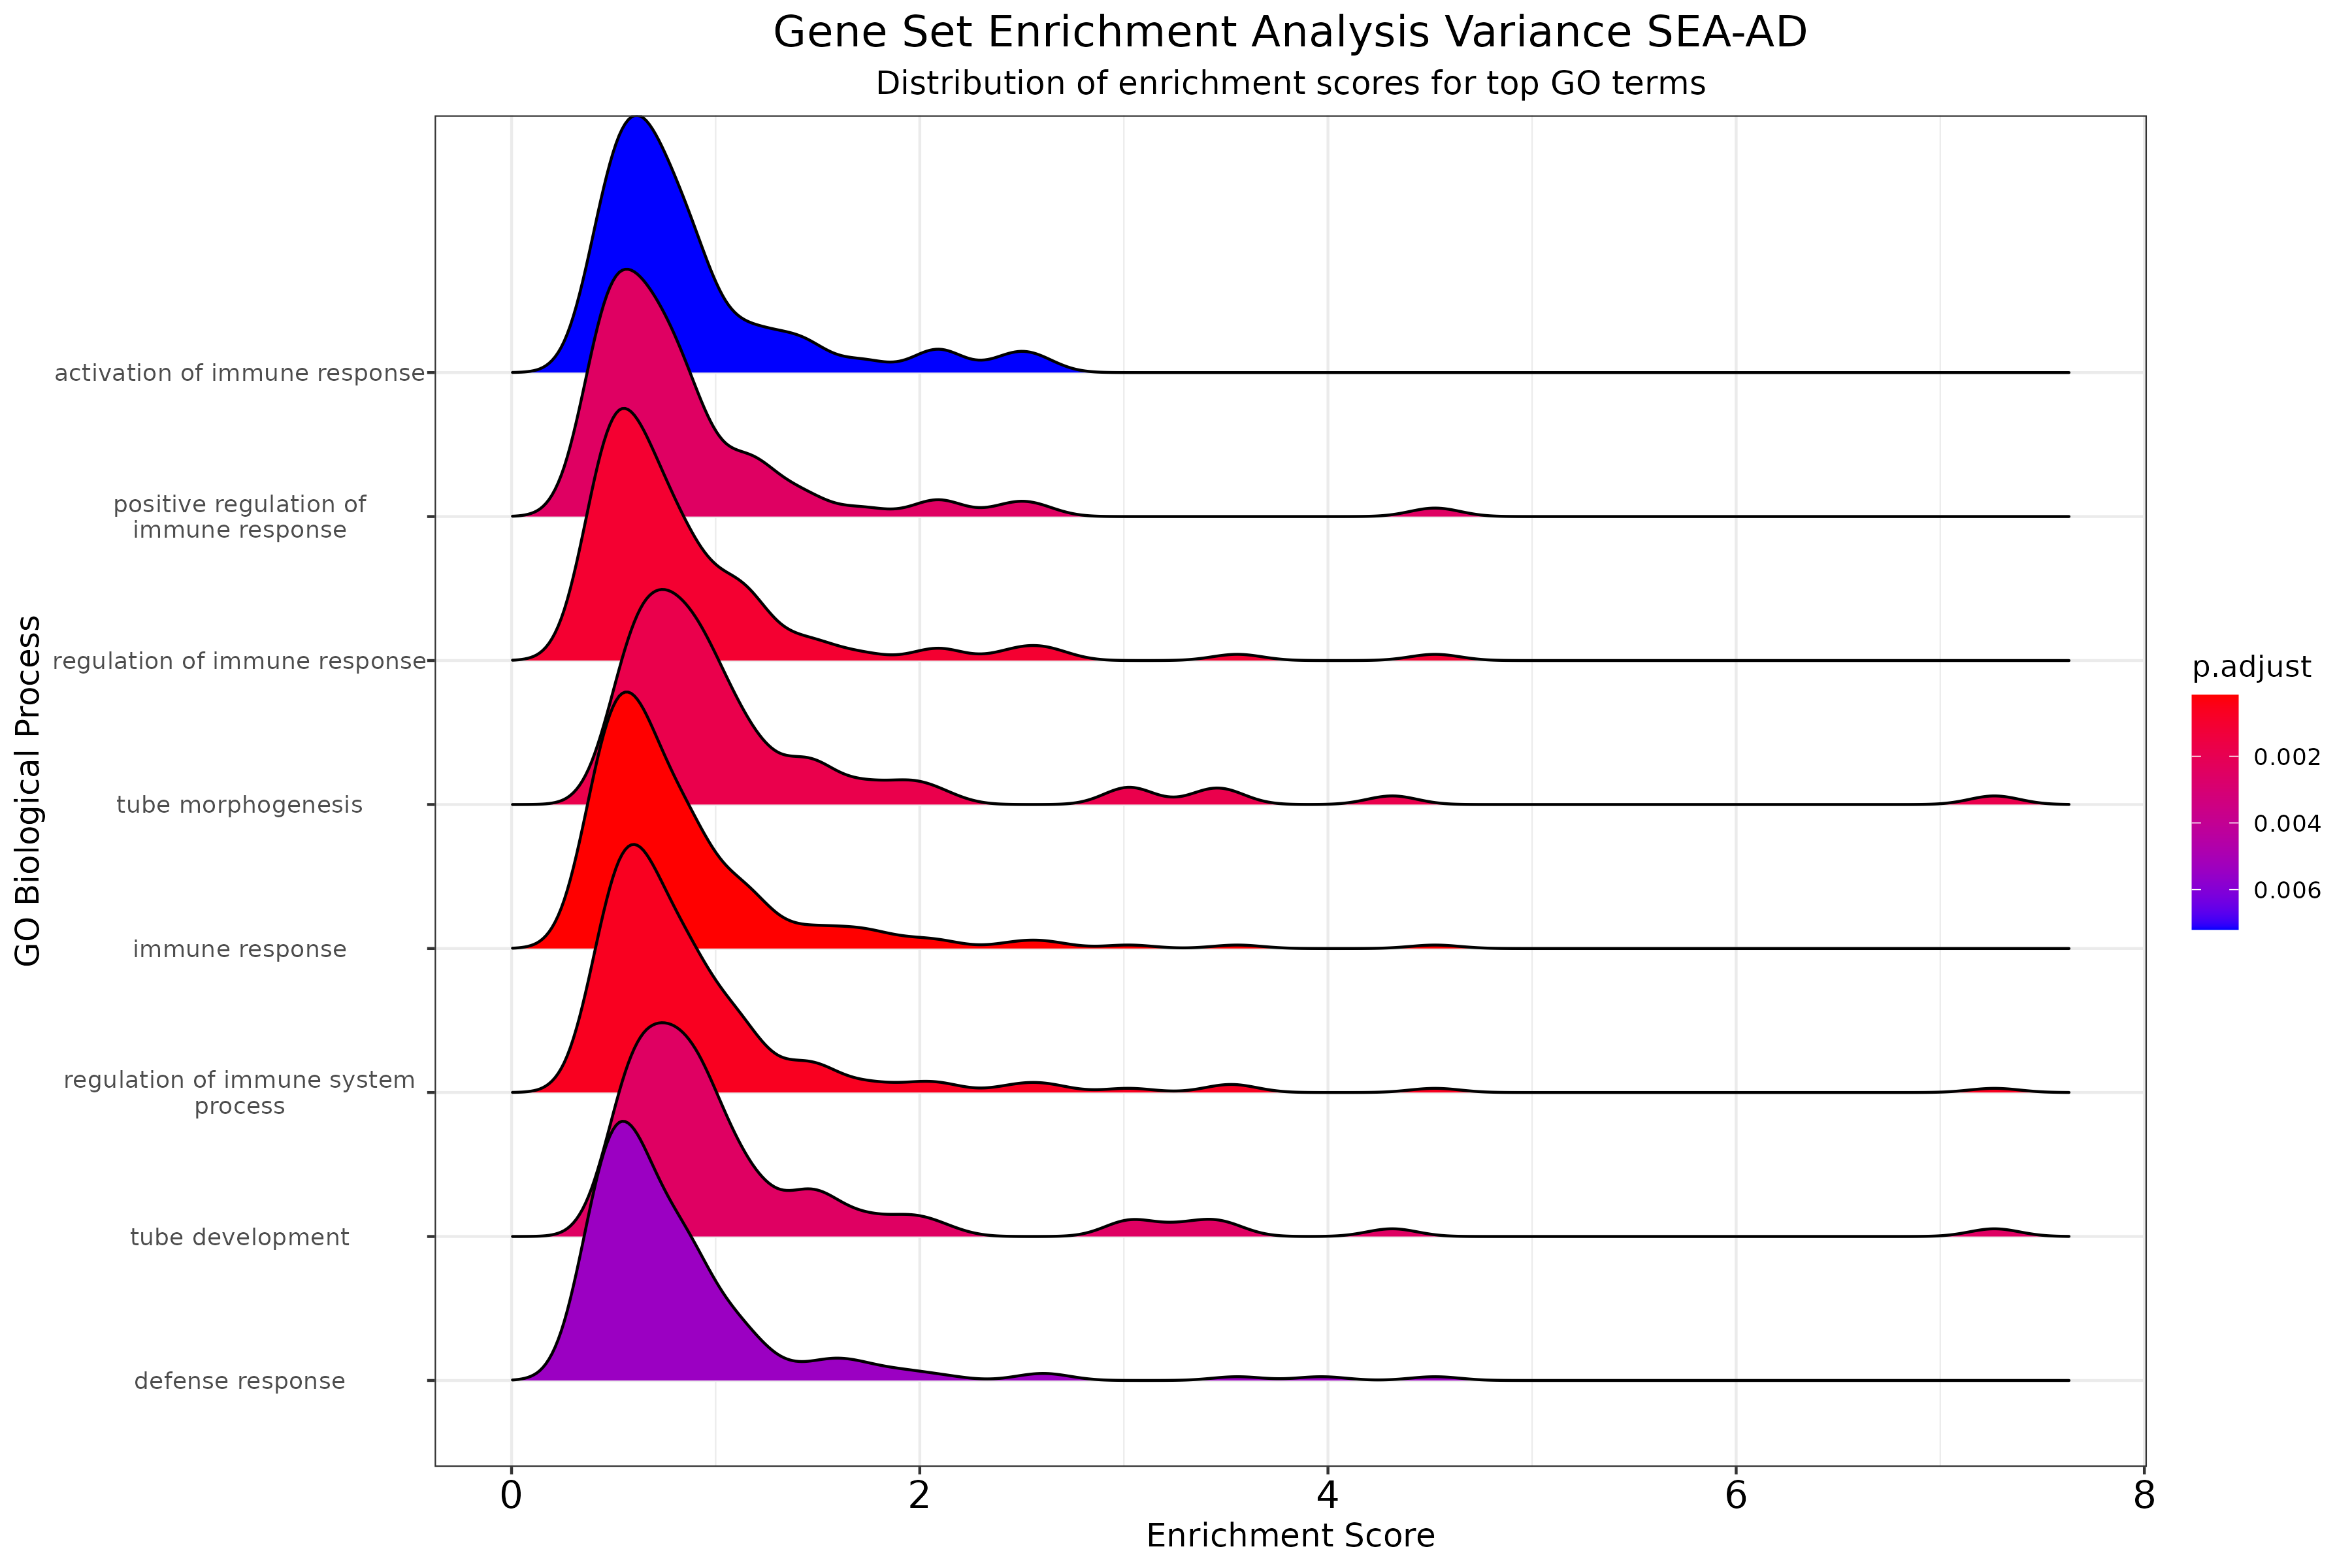 Gene Set Enrichment Analysis Variance SEA-AD
Distribution of enrichment scores for top GO terms
GO Biological Process
activation of immune response
positive regulation of
immune response
regulation of immune response
tube morphogenesis
immune response
regulation of immune system
process
tube development
defense response
0 2 4 6 8
Enrichment Score
p.adjust
0.002
0.004
0.006